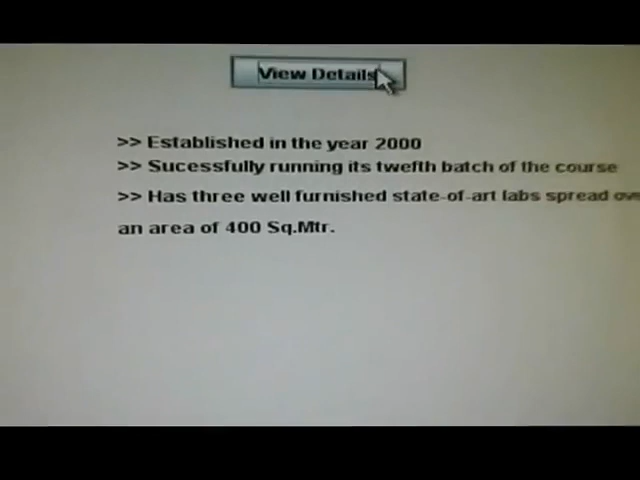 View Details
>> Established in the year 2000
>> Sucessfully running its twefth batch of the course
>> Has three well furnished state-of-art labs spread
an area of 400 Sq.Mtr.